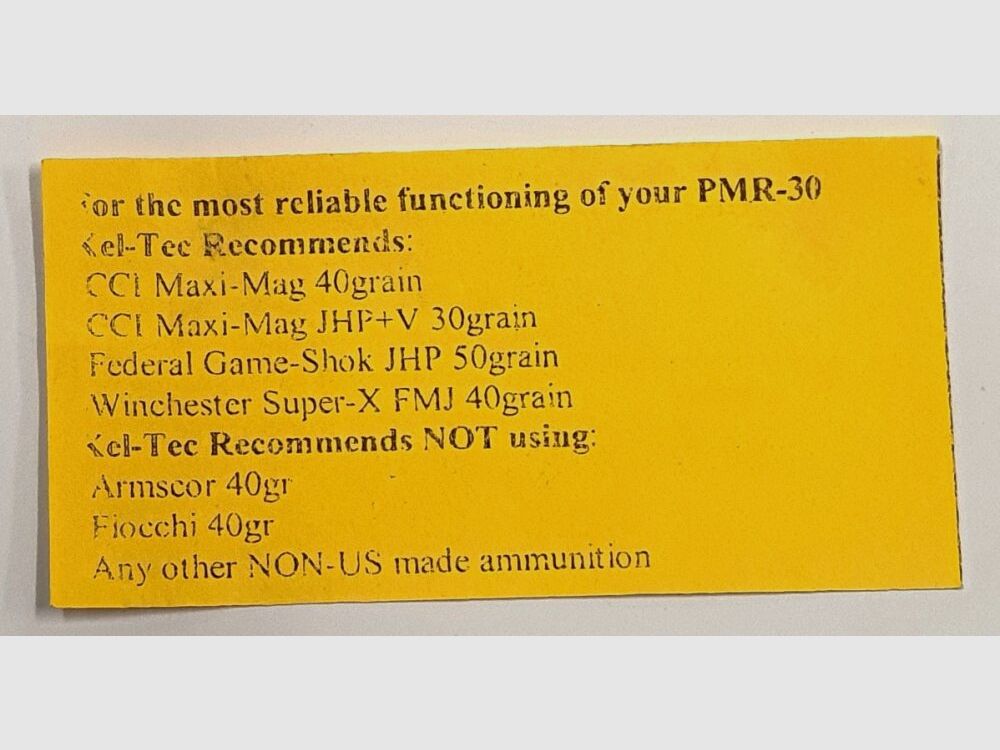 for the most reliable functioning of your PMR-30
Kel-Tec Recommends:
CCI Maxi-Mag 40grain
CCI Maxi-Mag JHP+V 30grain
Federal Game-Shok JHP 50grain
Winchester Super-X FMJ 40grain
Kel-Tec Recommends NOT using:
Armscor 40gr
Fiocchi 40gr
Any other NON-US made ammunition